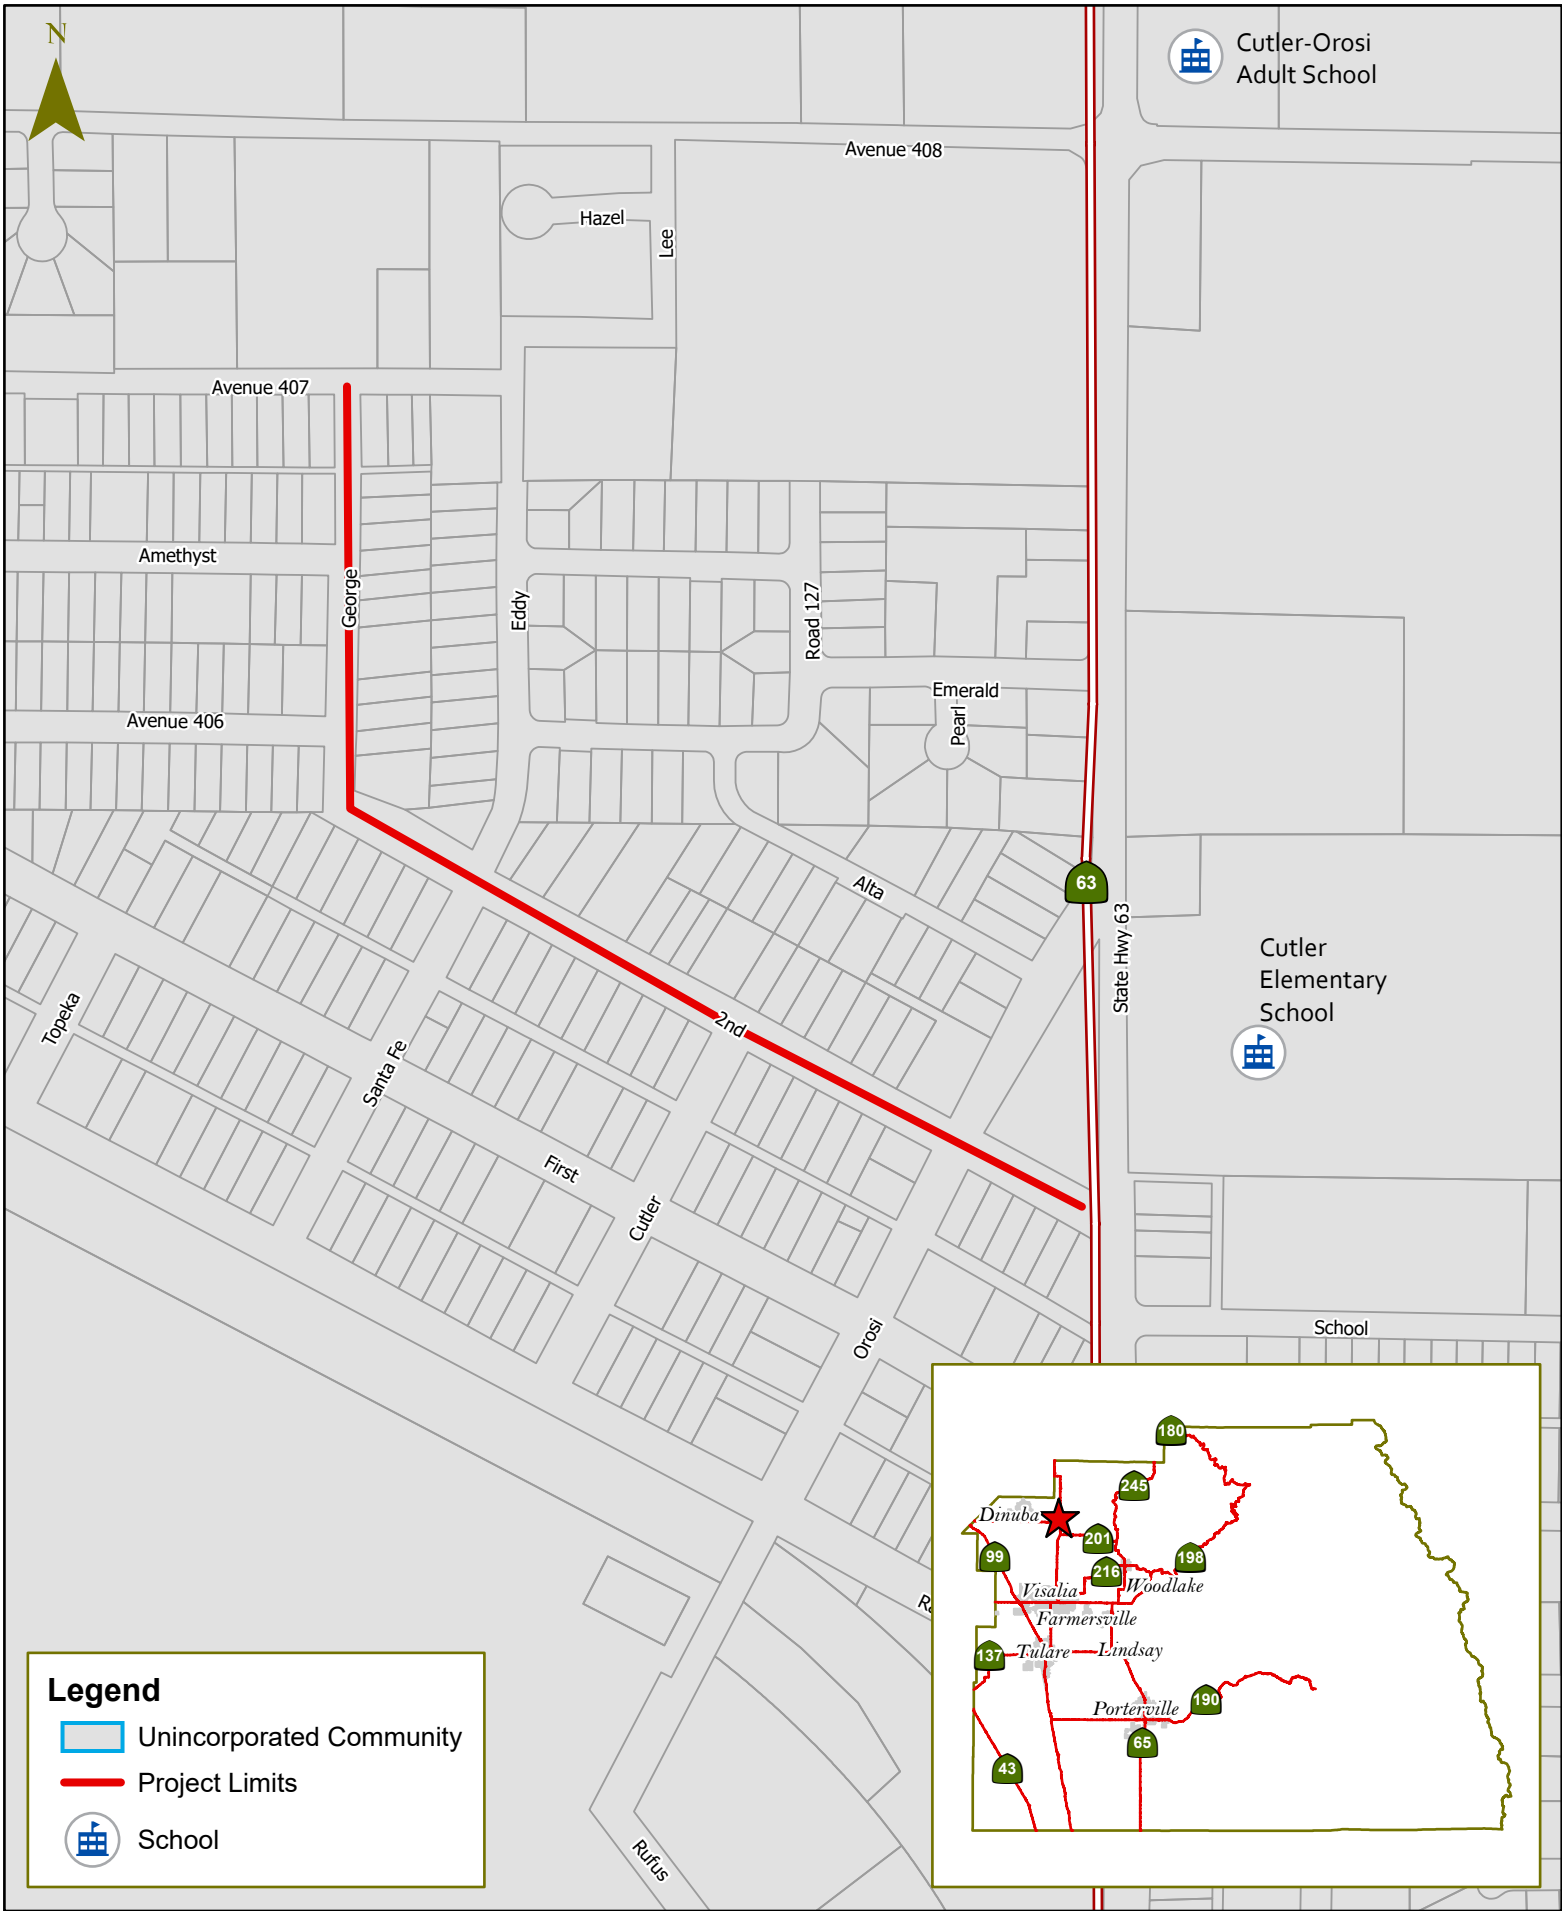 N
Cutler-Orosi
Adult School
Avenue 408
Hazel
Lee
Avenue 407
Amethyst
George
Eddy
Road 127
Emerald
Pearl
Avenue 406
Alta
63
State Hwy 63
Cutler
Elementary
School
Topeka
Santa Fe
2nd
First
Cutler
Orosi
School
Rufus
180
245
Dinuba
201
99
216
198
Visalia
Woodlake
Farmersville
137
Tulare
Lindsay
Porterville
190
65
43
Legend
Unincorporated Community
Project Limits
School